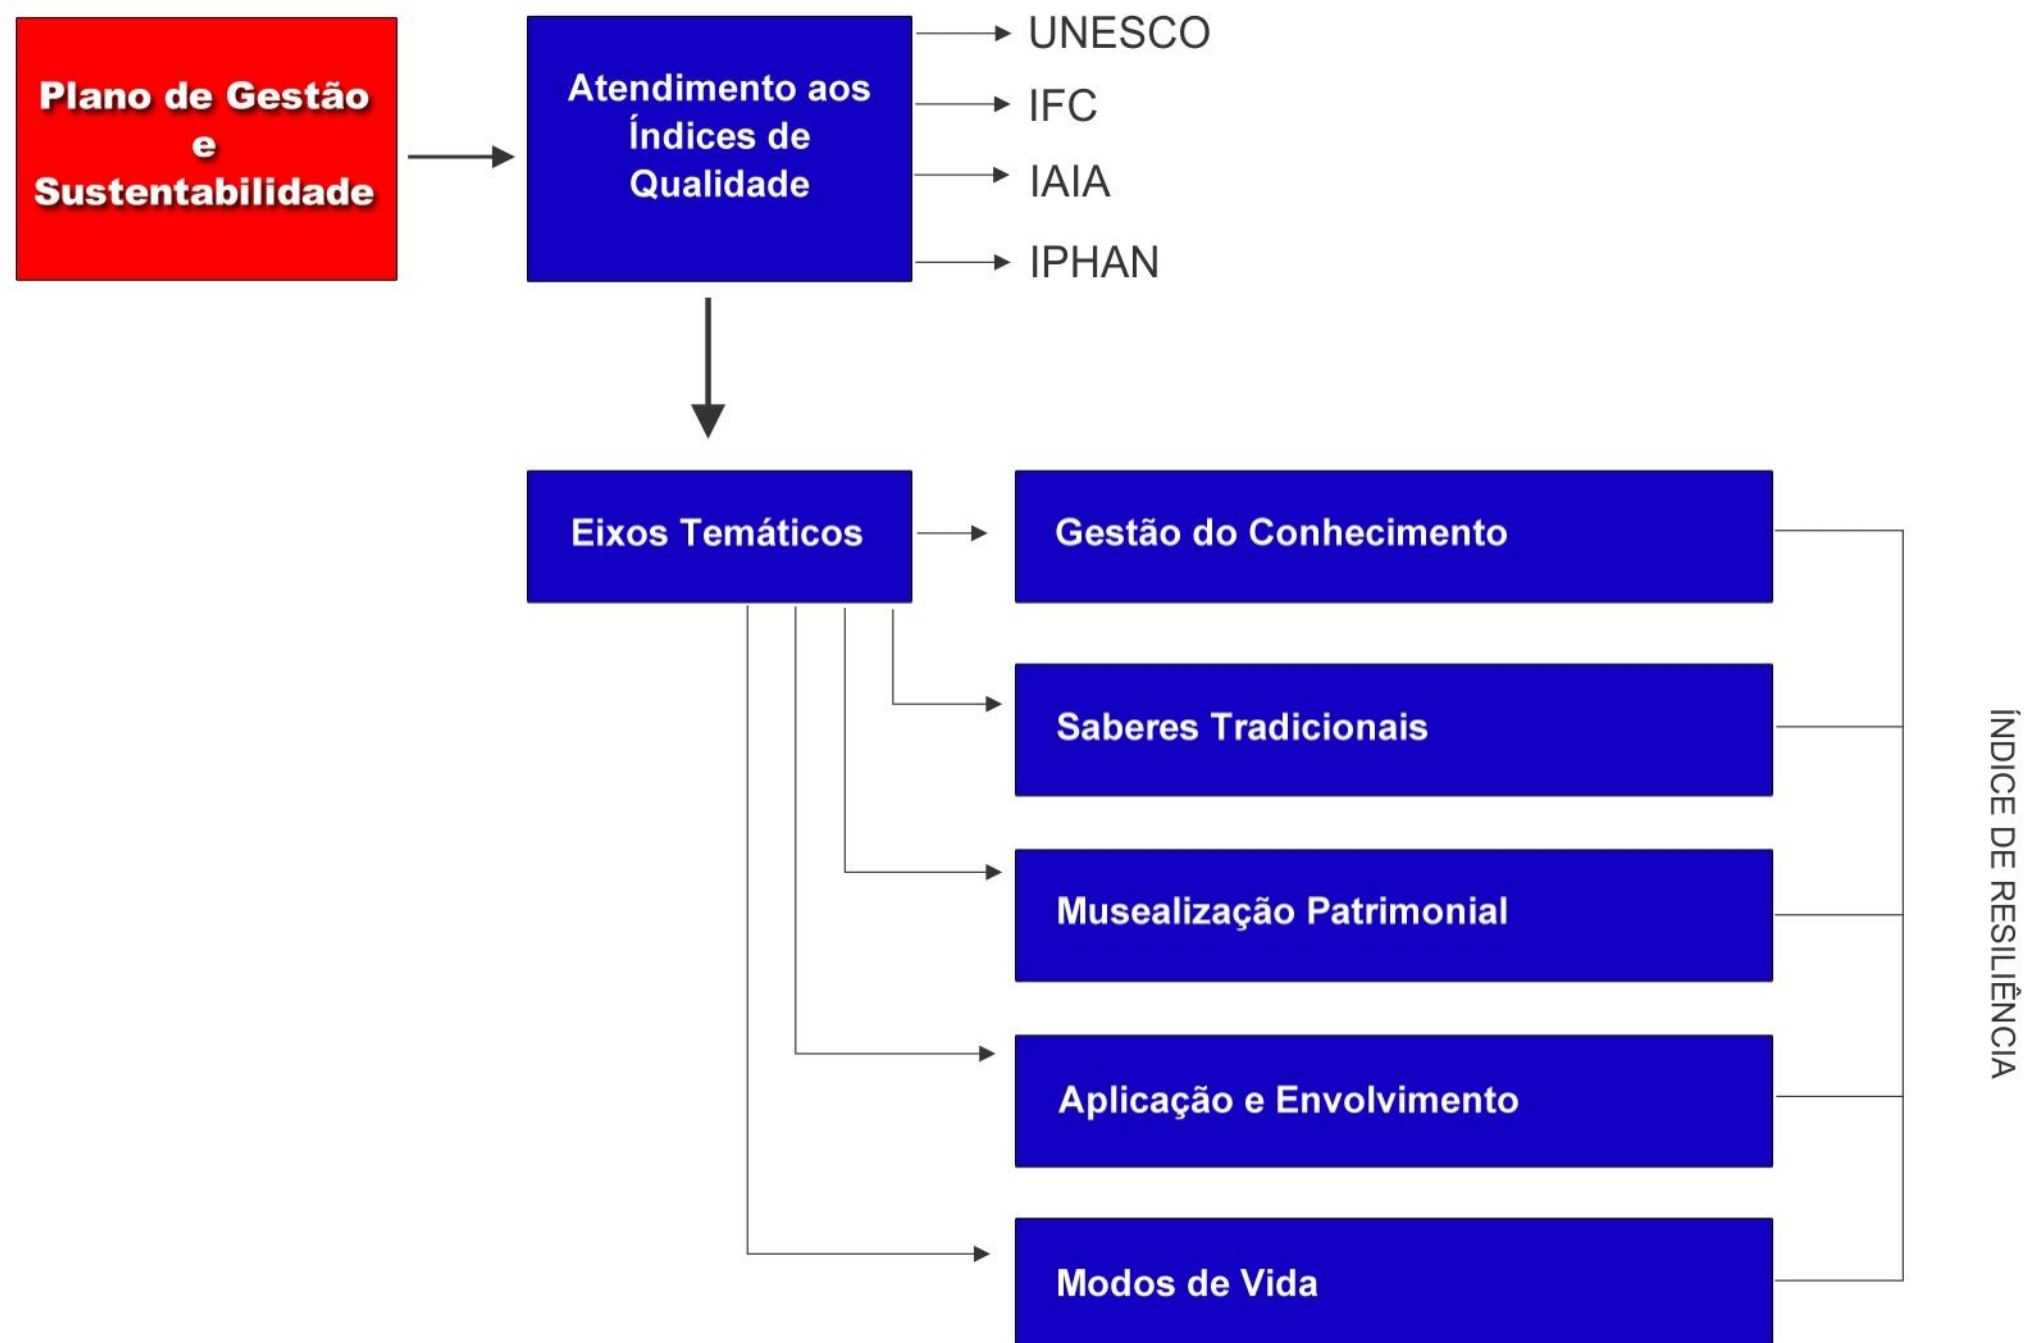 Plano de Gestão
e
Sustentabilidade
Atendimento aos
Índices de
Qualidade
UNESCO
IFC
IAIA
IPHAN
Eixos Temáticos
Gestão do Conhecimento
Saberes Tradicionais
Musealização Patrimonial
Aplicação e Envolvimento
Modos de Vida
ÍNDICE DE RESILIÊNCIA